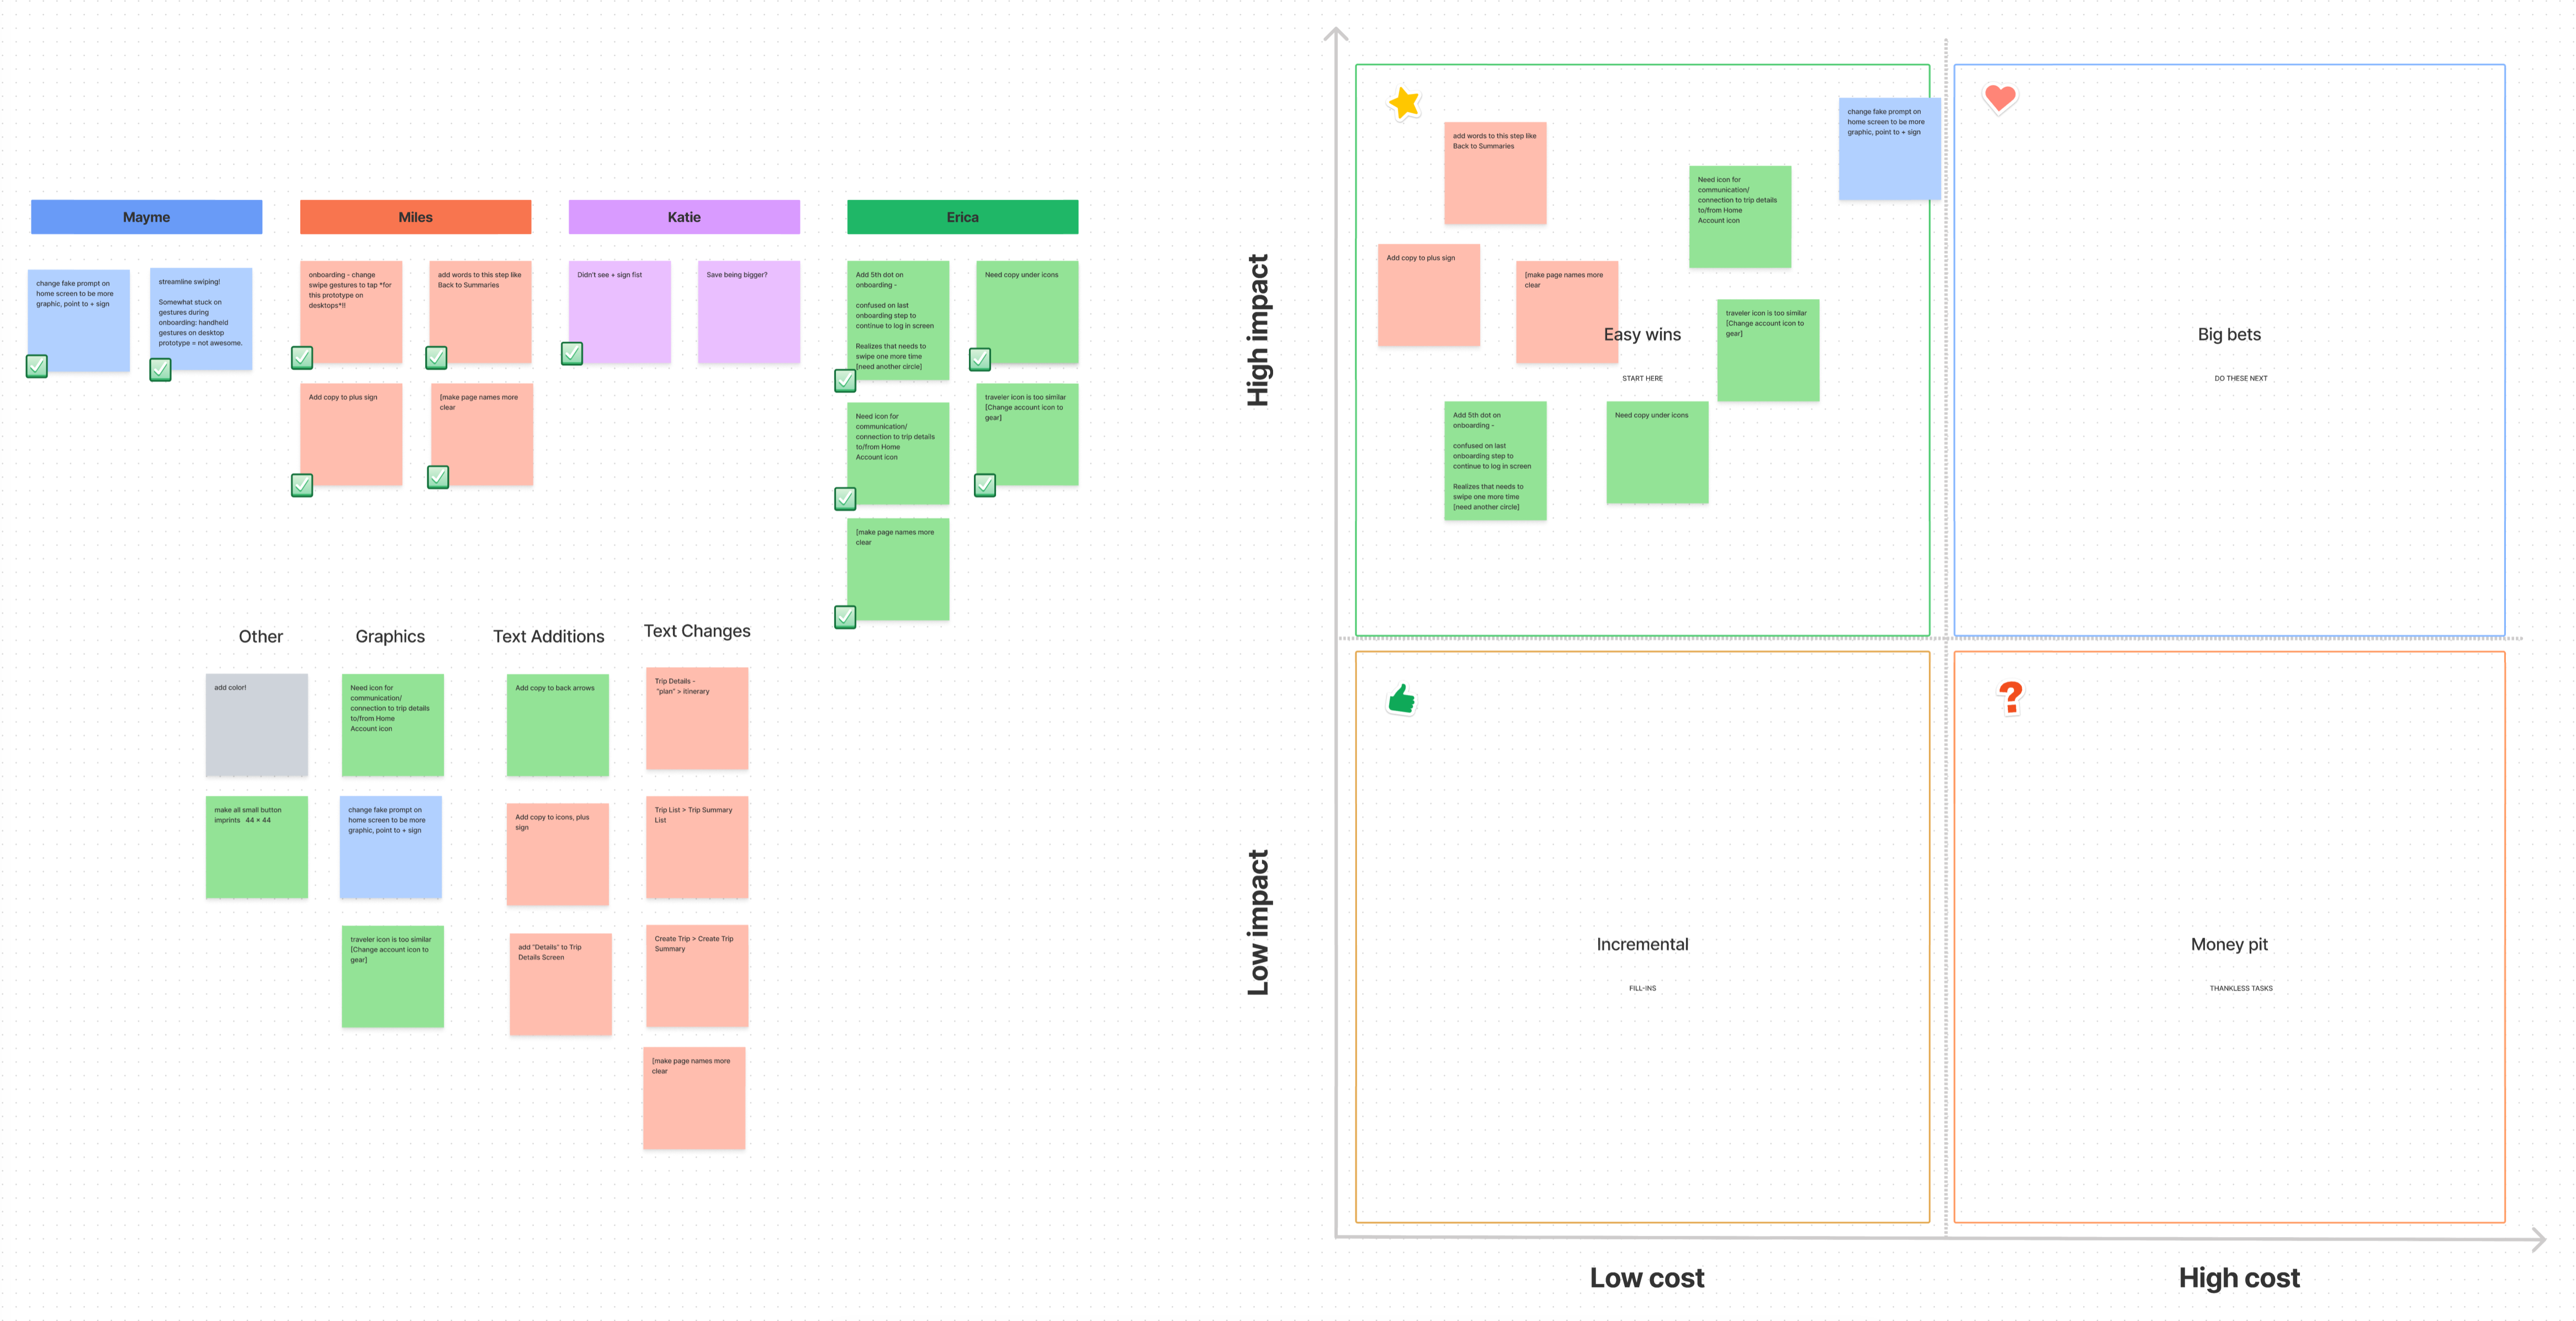 Mayme
change fake prompt on
home screen to be more
graphic, point to + sign
streamline swiping!
Somewhat stuck on
gestures during
onboarding: handheld
gestures on desktop
prototype = not awesome.
Miles
onboarding - change
swipe gestures to tap *for
this prototype on
desktops*!!
add words to this step like
Back to Summaries
Add copy to plus sign
[make page names more
clear
Katie
Didn't see + sign fist
Save being bigger?
Erica
Add 5th dot on
onboarding -
confused on last
onboarding step to
continue to log in screen
Realizes that needs to
swipe one more time
[need another circle]
Need copy under icons
Need icon for
communication/
connection to trip details
to/from Home
Account icon
traveler icon is too similar
[Change account icon to
gear]
[make page names more
clear
Other
add color!
make all small button
imprints 44 x 44
Graphics
Need icon for
communication/
connection to trip details
to/from Home
Account icon
change fake prompt on
home screen to be more
graphic, point to + sign
traveler icon is too similar
[Change account icon to
gear]
Text Additions
Add copy to back arrows
Add copy to icons, plus
sign
add "Details" to Trip
Details Screen
Text Changes
Trip Details -
"plan" > itinerary
Trip List > Trip Summary
List
Create Trip > Create Trip
Summary
[make page names more
clear
High impact
add words to this step like
Back to Summaries
change fake prompt on
home screen to be more
graphic, point to + sign
Need icon for
communication/
connection to trip details
to/from Home
Account icon
Add copy to plus sign
[make page names more
clear
traveler icon is too similar
[Change account icon to
gear]
Easy wins
START HERE
Add 5th dot on
onboarding -
confused on last
onboarding step to
continue to log in screen
Realizes that needs to
swipe one more time
[need another circle]
Need copy under icons
Big bets
DO THESE NEXT
Low impact
Incremental
FILL-INS
Money pit
THANKLESS TASKS
Low cost
High cost